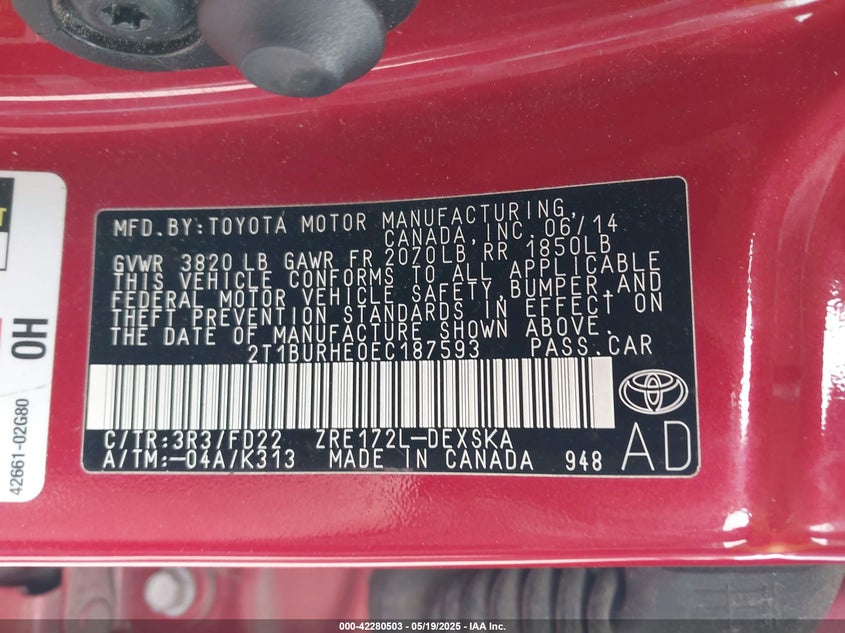 MFD.BY:TOYOTA MOTOR MANUFACTURING,
CANADA,INC. 06/14
GVWR 3820 LB GAWR FR 2070LB RR 1850LB
THIS VEHICLE CONFORMS TO ALL APPLICABLE
FEDERAL MOTOR VEHICLE SAFETY,BUMPER,AND
THEFT PREVENTION STANDARDS IN EFFECT ON
THE DATE OF MANUFACTURE SHOWN ABOVE.
2T1BURHE0EC187593 PASS.CAR
C/TR:3R3/FD22 ZRE172L-DEXSKA
A/TM:-04A/K313 MADE IN CANADA 948 AD
OH
42661-02G80
000-42280503 - 05/19/2025 - IAA Inc.